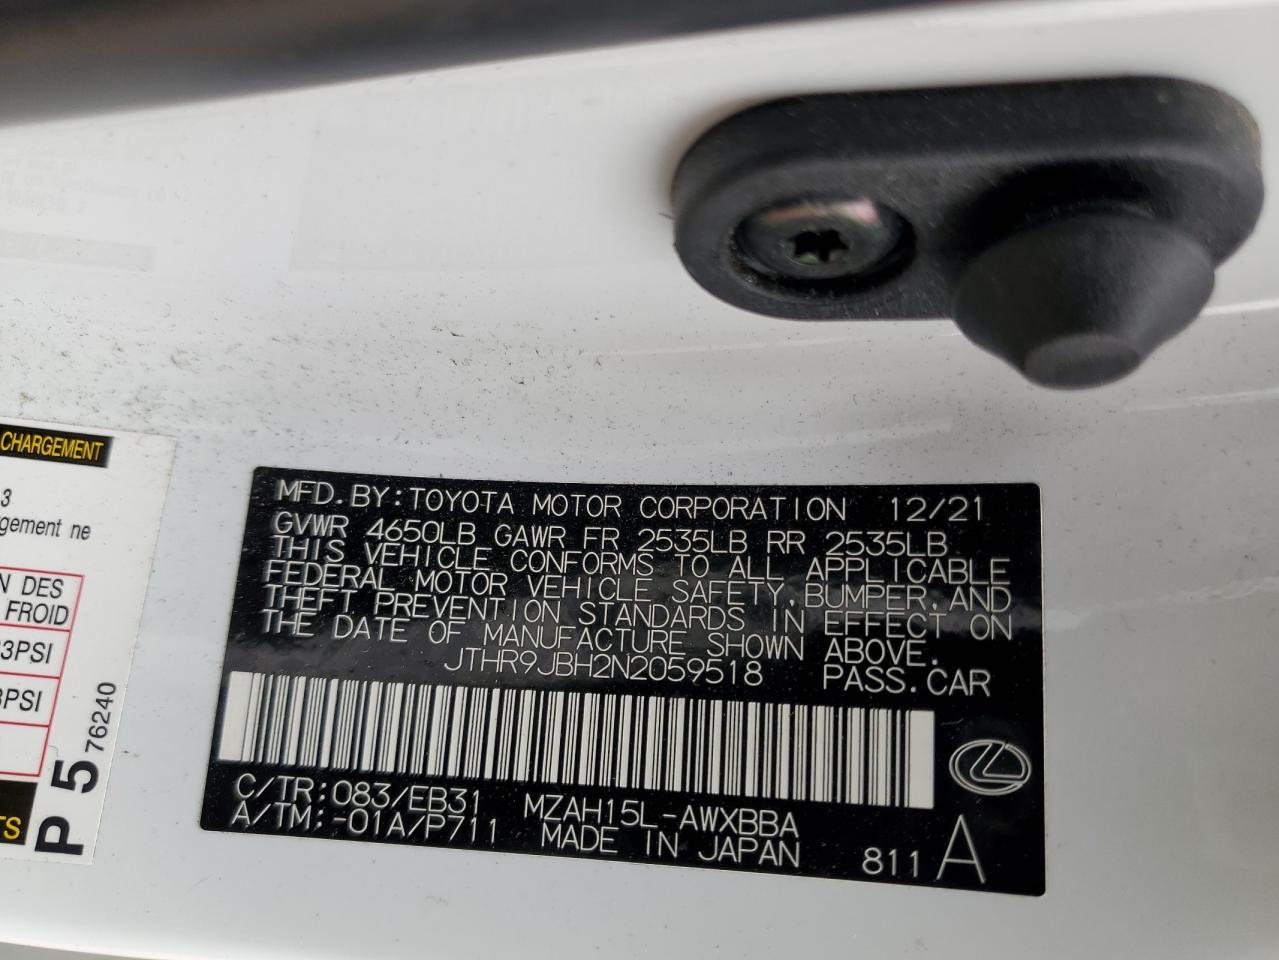 CHARGEMENT
3
gement ne
N DES
FROID
3PSI
PSI
TS
P 5 76240
MFD.BY:TOYOTA MOTOR CORPORATION 12/21
GVWR 4650LB GAWR FR 2535LB RR 2535LB
THIS VEHICLE CONFORMS TO ALL APPLICABLE
FEDERAL MOTOR VEHICLE SAFETY,BUMPER,AND
THEFT PREVENTION STANDARDS IN EFFECT ON
THE DATE OF MANUFACTURE SHOWN ABOVE.
JTHR9JBH2N2059518 PASS.CAR
C/TR:083/EB31 MZAH15L-AWXBBA
A/TM:-01A/P711 MADE IN JAPAN 811 A